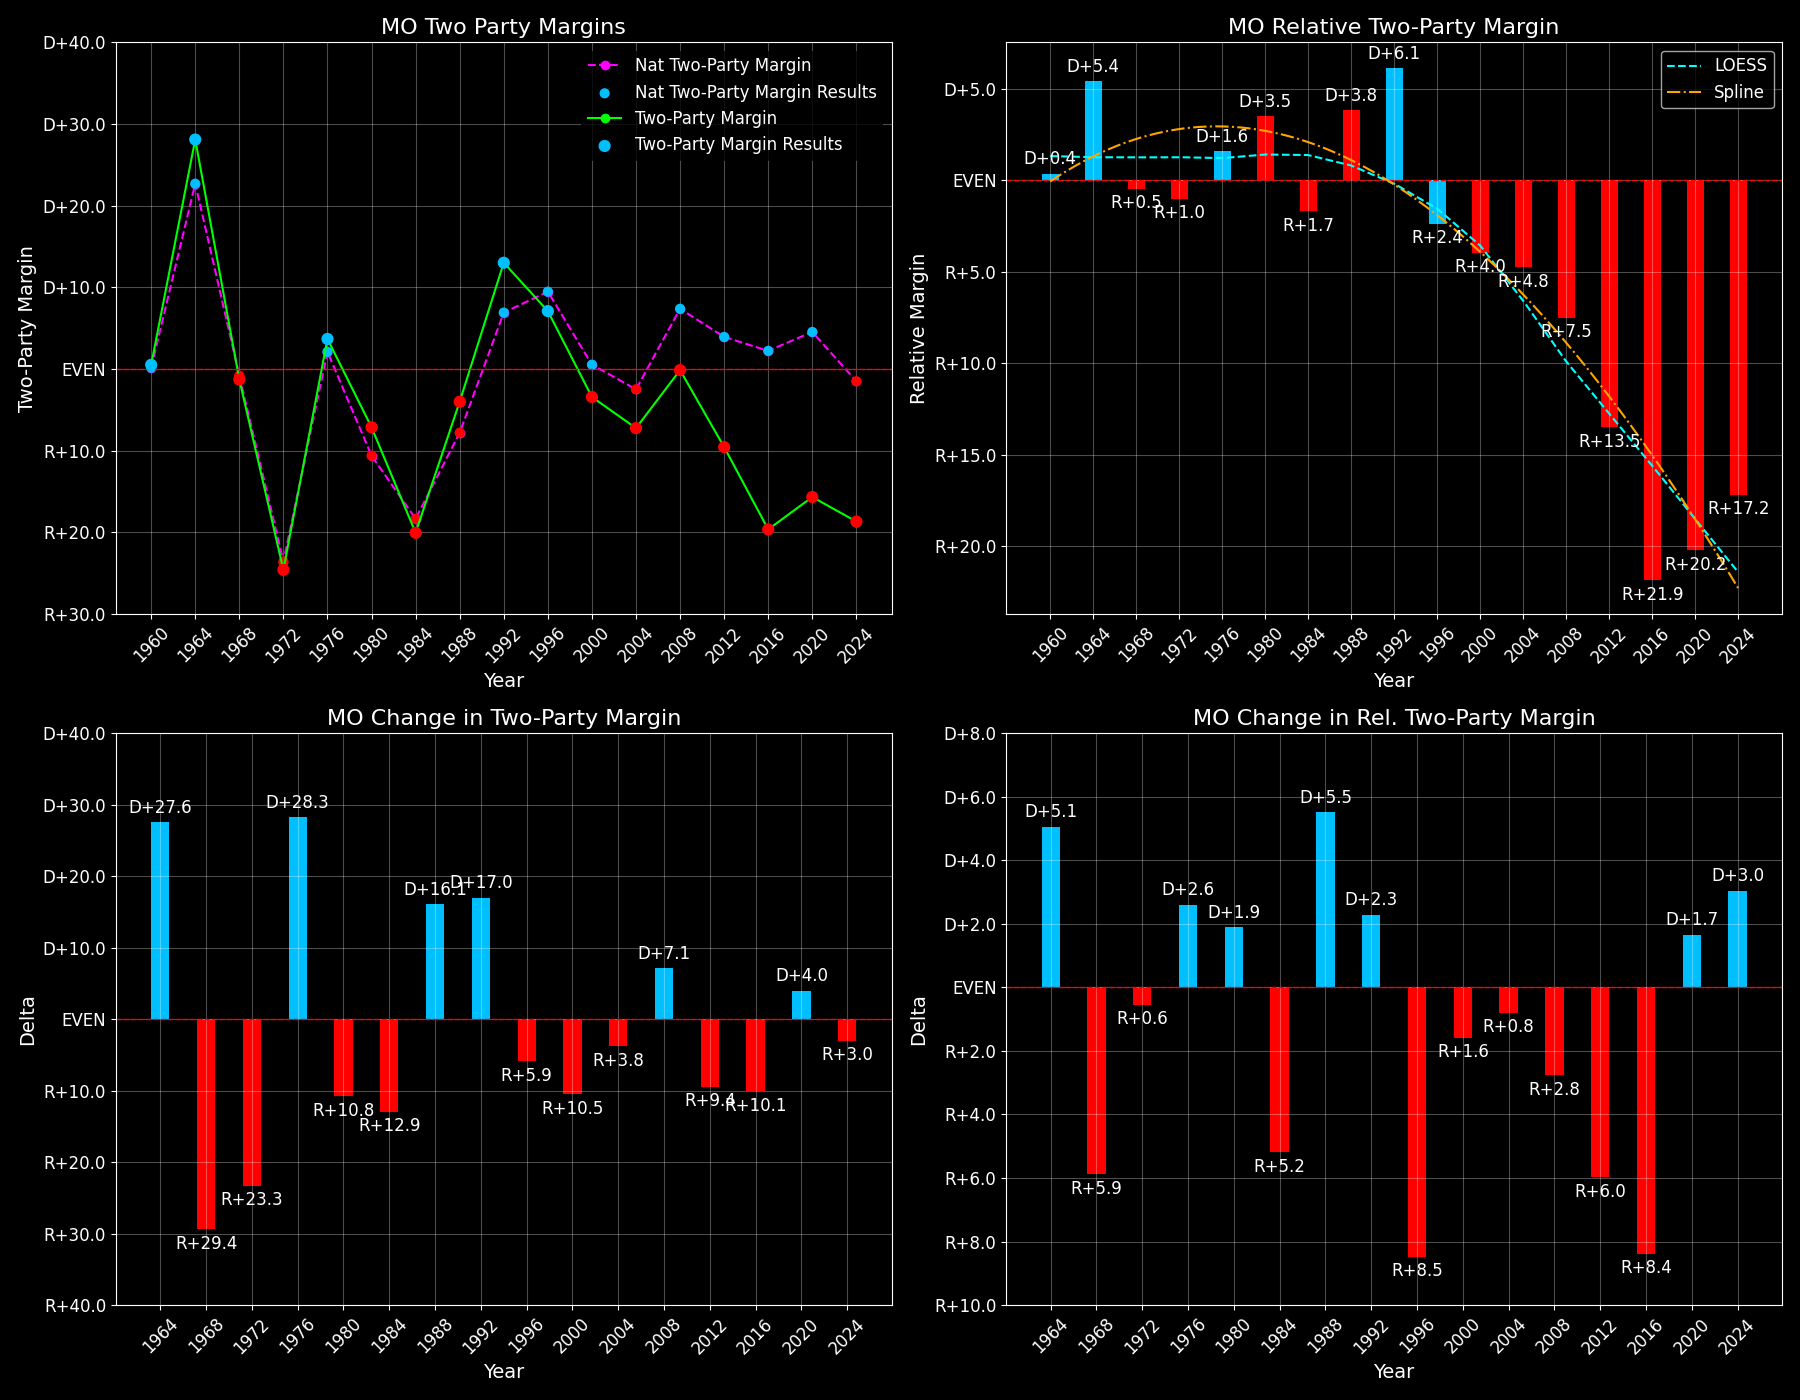 MO Two Party Margins
D+40.0
D+30.0
D+20.0
D+10.0
EVEN
R+10.0
R+20.0
R+30.0
Two-Party Margin
Nat Two-Party Margin
Nat Two-Party Margin Results
Two-Party Margin
Two-Party Margin Results
1960 1964 1968 1972 1976 1980 1984 1988 1992 1996 2000 2004 2008 2012 2016 2020 2024
Year
MO Relative Two-Party Margin
D+5.0
EVEN
R+5.0
R+10.0
R+15.0
R+20.0
Relative Margin
LOESS
Spline
D+0.4
D+5.4
R+0.5
R+1.0
D+1.6
D+3.5
R+1.7
D+3.8
D+6.1
R+2.4
R+4.0
R+4.8
R+7.5
R+13.5
R+21.9
R+20.2
R+17.2
1960 1964 1968 1972 1976 1980 1984 1988 1992 1996 2000 2004 2008 2012 2016 2020 2024
Year
MO Change in Two-Party Margin
D+40.0
D+30.0
D+20.0
D+10.0
EVEN
R+10.0
R+20.0
R+30.0
R+40.0
Delta
D+27.6
R+29.4
R+23.3
D+28.3
R+10.8
R+12.9
D+16.1
D+17.0
R+5.9
R+10.5
R+3.8
D+7.1
R+9.4
R+10.1
D+4.0
R+3.0
1964 1968 1972 1976 1980 1984 1988 1992 1996 2000 2004 2008 2012 2016 2020 2024
Year
MO Change in Rel. Two-Party Margin
D+8.0
D+6.0
D+4.0
D+2.0
EVEN
R+2.0
R+4.0
R+6.0
R+8.0
R+10.0
Delta
D+5.1
R+5.9
R+0.6
D+2.6
D+1.9
R+5.2
D+5.5
D+2.3
R+8.5
R+1.6
R+0.8
R+2.8
R+6.0
R+8.4
D+1.7
D+3.0
1964 1968 1972 1976 1980 1984 1988 1992 1996 2000 2004 2008 2012 2016 2020 2024
Year